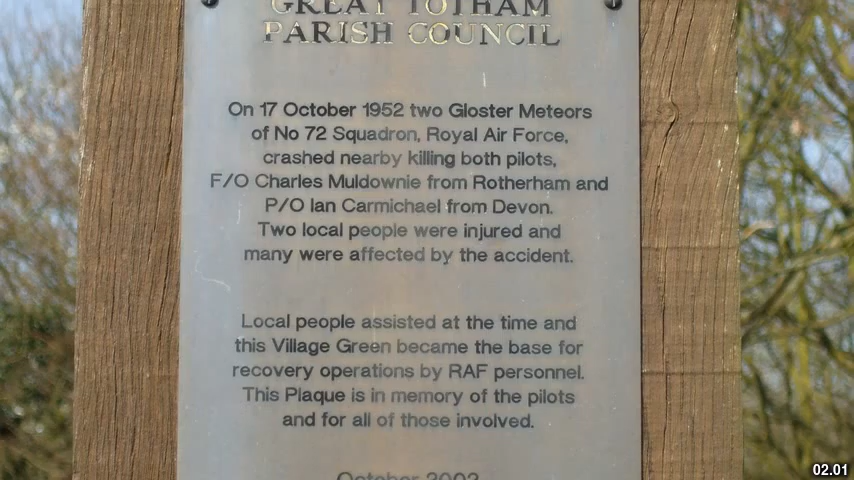 GREAT TOTHAM
PARISH COUNCIL
On 17 October 1952 two Gloster Meteors
of No 72 Squadron, Royal Air Force,
crashed nearby killing both pilots,
F/O Charles Muldownie from Rotherham and
P/O Ian Carmichael from Devon.
Two local people were injured and
many were affected by the accident.
Local people assisted at the time and
this Village Green became the base for
recovery operations by RAF personnel.
This Plaque is in memory of the pilots
and for all of those involved.
October 2002
02.01